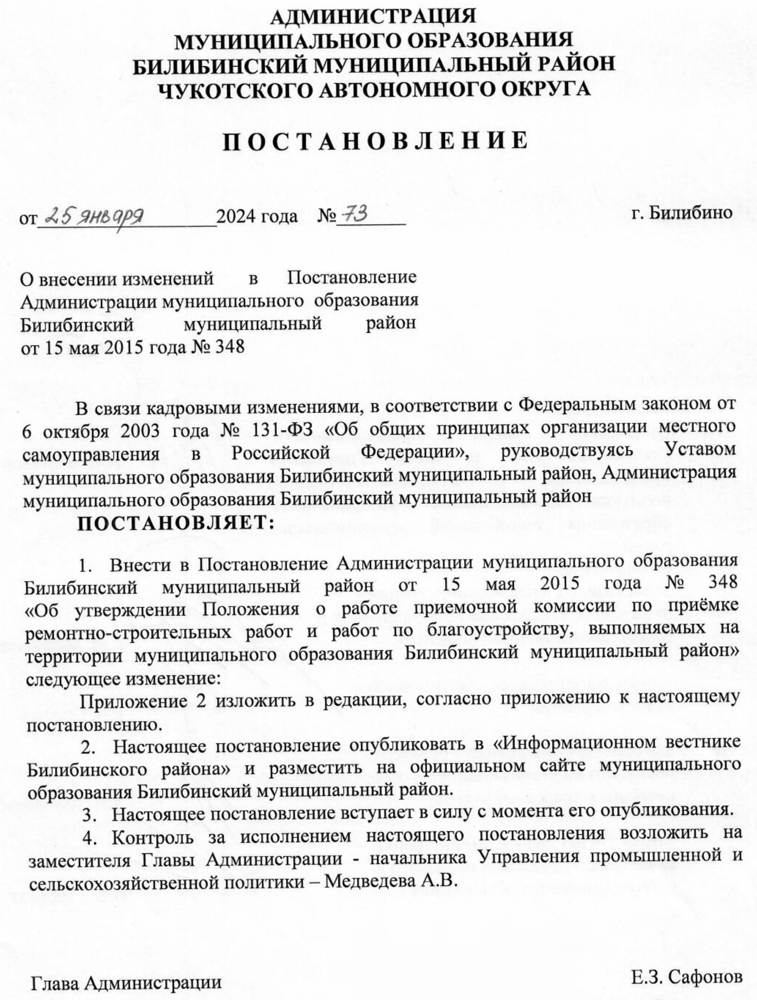 АДМИНИСТРАЦИЯ
МУНИЦИПАЛЬНОГО ОБРАЗОВАНИЯ
БИЛИБИНСКИЙ МУНИЦИПАЛЬНЫЙ РАЙОН
ЧУКОТСКОГО АВТОНОМНОГО ОКРУГА
П О С Т А Н О В Л Е Н И Е
от 25 января 2024 года № 73 г. Билибино
О внесении изменений в Постановление
Администрации муниципального образования
Билибинский муниципальный район
от 15 мая 2015 года № 348
В связи кадровыми изменениями, в соответствии с Федеральным законом от
6 октября 2003 года № 131-ФЗ «Об общих принципах организации местного
самоуправления в Российской Федерации», руководствуясь Уставом
муниципального образования Билибинский муниципальный район, Администрация
муниципального образования Билибинский муниципальный район
ПОСТАНОВЛЯЕТ:
1. Внести в Постановление Администрации муниципального образования
Билибинский муниципальный район от 15 мая 2015 года № 348
«Об утверждении Положения о работе приемочной комиссии по приёмке
ремонтно-строительных работ и работ по благоустройству, выполняемых на
территории муниципального образования Билибинский муниципальный район»
следующее изменение:
Приложение 2 изложить в редакции, согласно приложению к настоящему
постановлению.
2. Настоящее постановление опубликовать в «Информационном вестнике
Билибинского района» и разместить на официальном сайте муниципального
образования Билибинский муниципальный район.
3. Настоящее постановление вступает в силу с момента его опубликования.
4. Контроль за исполнением настоящего постановления возложить на
заместителя Главы Администрации - начальника Управления промышленной и
сельскохозяйственной политики – Медведева А.В.
Глава Администрации Е.З. Сафонов